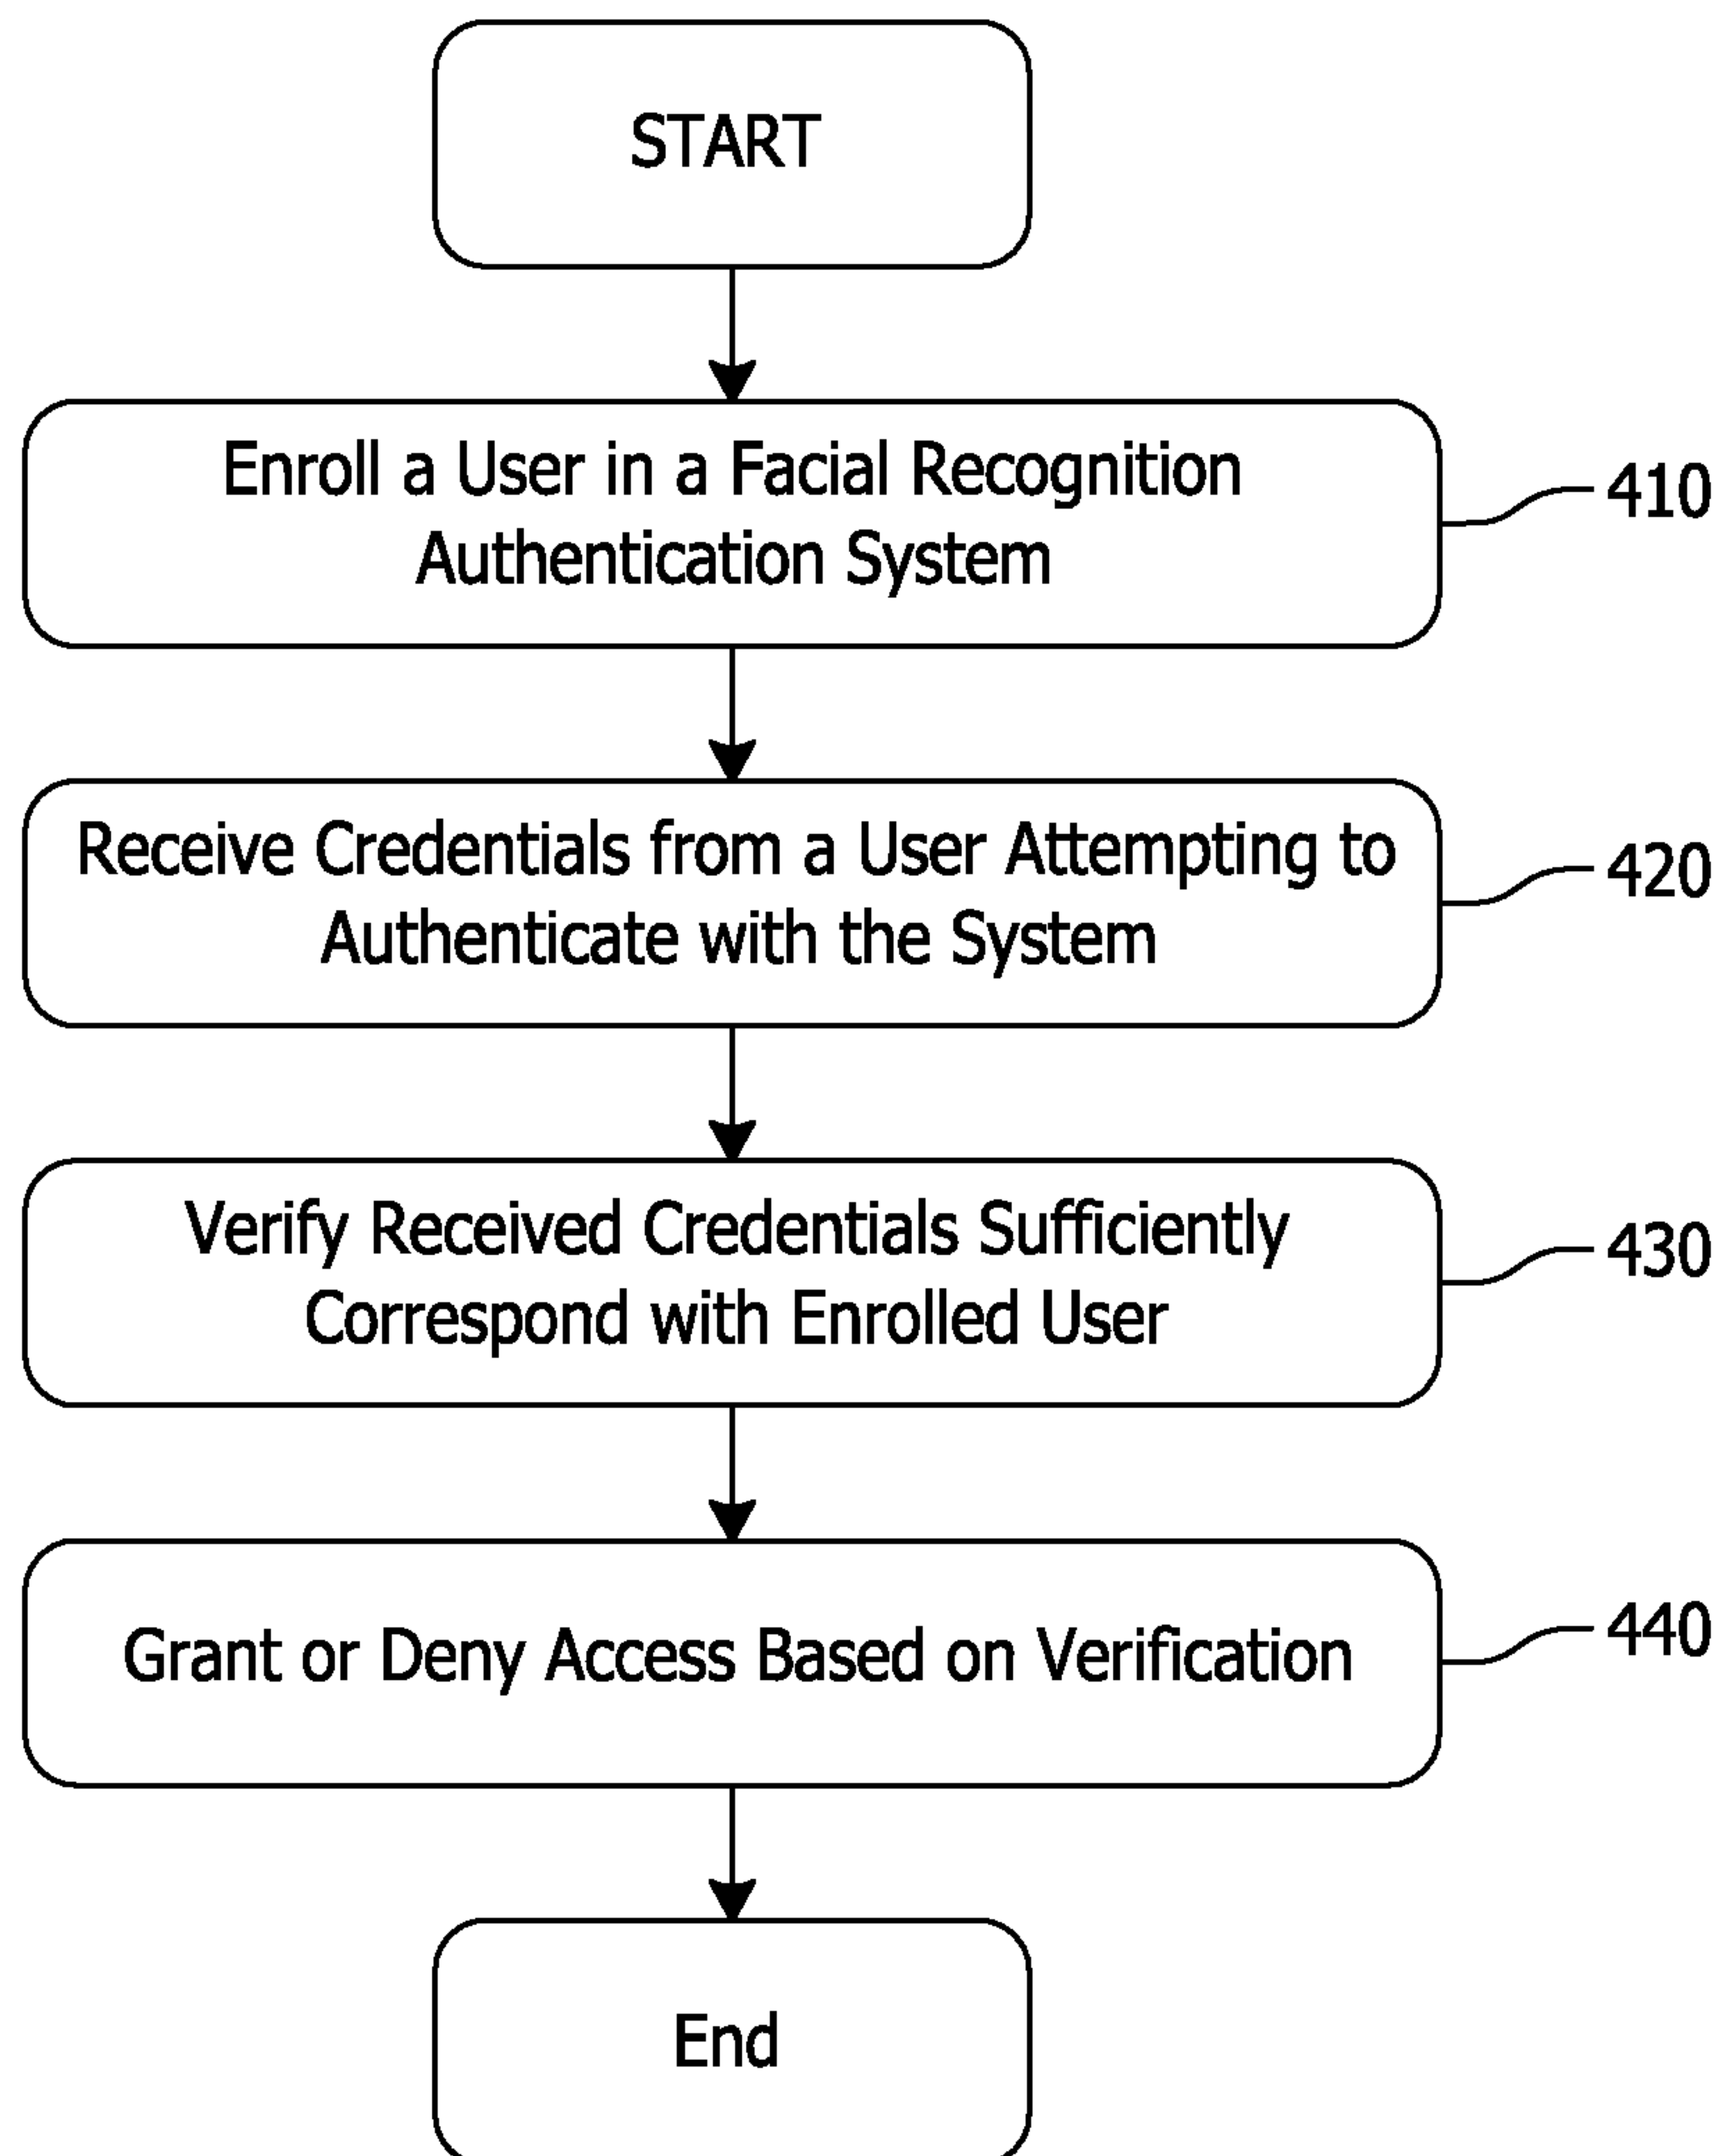 START
Enroll a User in a Facial Recognition
Authentication System
410
Receive Credentials from a User Attempting to
Authenticate with the System
420
Verify Received Credentials Sufficiently
Correspond with Enrolled User
430
Grant or Deny Access Based on Verification
440
End